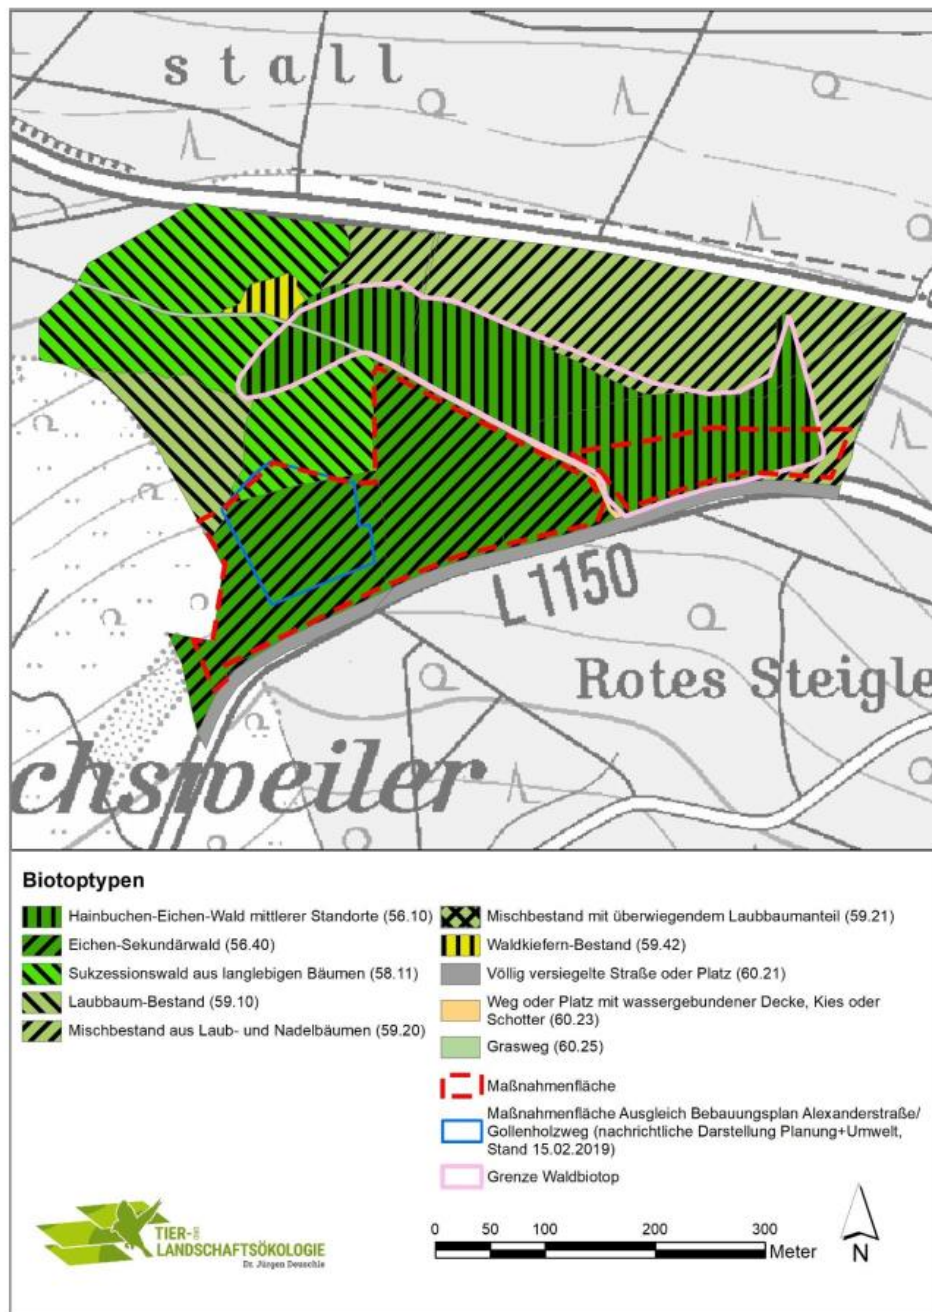 stall
L 1150
Rotes Steigle
chsweiler
Biotoptypen
Hainbuchen-Eichen-Wald mittlerer Standorte (56.10)
Eichen-Sekundärwald (56.40)
Sukzessionswald aus langlebigen Bäumen (58.11)
Laubbaum-Bestand (59.10)
Mischbestand aus Laub- und Nadelbäumen (59.20)
Mischbestand mit überwiegendem Laubbaumanteil (59.21)
Waldkiefern-Bestand (59.42)
Völlig versiegelte Straße oder Platz (60.21)
Weg oder Platz mit wassergebundener Decke, Kies oder
Schotter (60.23)
Grasweg (60.25)
Maßnahmenfläche
Maßnahmenfläche Ausgleich Bebauungsplan Alexanderstraße/
Gollenholzweg (nachrichtliche Darstellung Planung+Umwelt,
Stand 15.02.2019)
Grenze Waldbiotop
TIER- UND
LANDSCHAFTSÖKOLOGIE
Dr. Jürgen Deuschle
0 50 100 200 300
Meter
N